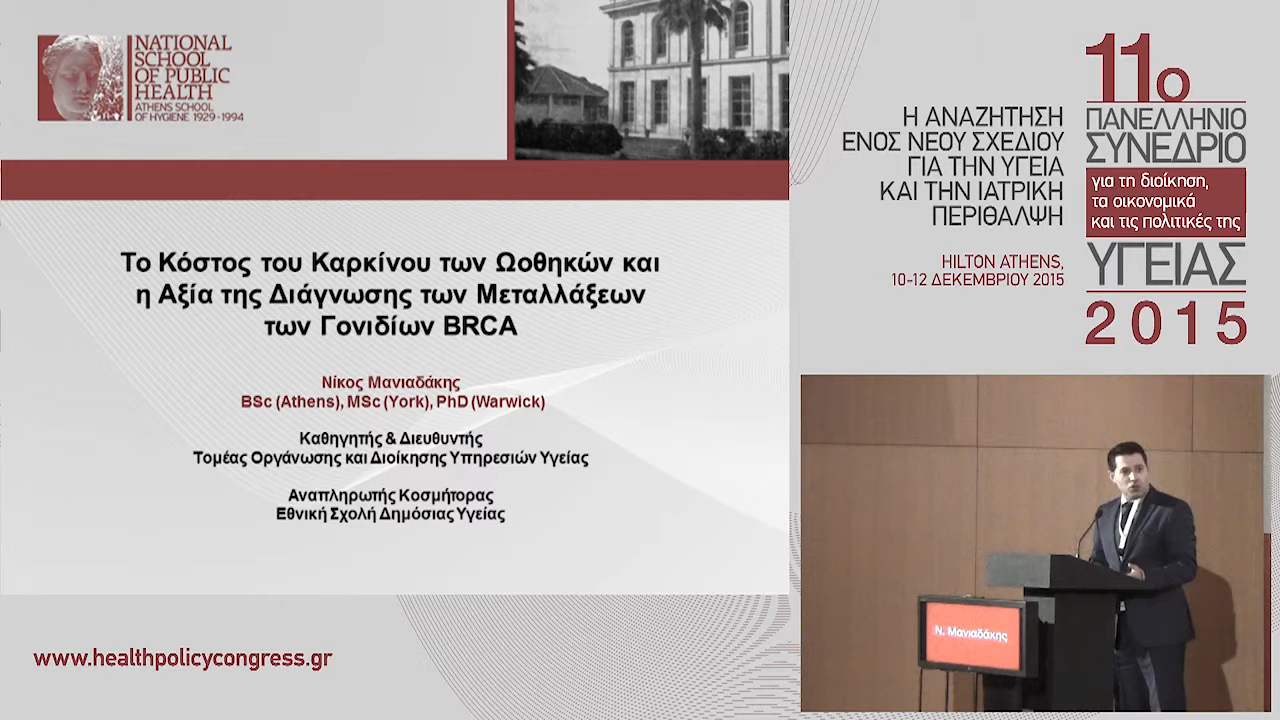 NATIONAL
SCHOOL
OF PUBLIC
HEALTH
ATHENS SCHOOL
OF HYGIENE 1929-1994
Το Κόστος του Καρκίνου των Ωοθηκών και
η Αξία της Διάγνωσης των Μεταλλάξεων
των Γονιδίων BRCA
Νίκος Μανιαδάκης
BSc (Athens), MSc (York), PhD (Warwick)
Καθηγητής & Διευθυντής
Τομέας Οργάνωσης και Διοίκησης Υπηρεσιών Υγείας
Αναπληρωτής Κοσμήτορας
Εθνική Σχολή Δημόσιας Υγείας
www.healthpolicycongress.gr
Η ΑΝΑΖΗΤΗΣΗ
ΕΝΟΣ ΝΕΟΥ ΣΧΕΔΙΟΥ
ΓΙΑ ΤΗΝ ΥΓΕΙΑ
ΚΑΙ ΤΗΝ ΙΑΤΡΙΚΗ
ΠΕΡΙΘΑΛΨΗ
HILTON ATHENS,
10-12 ΔΕΚΕΜΒΡΙΟΥ 2015
11ο
ΠΑΝΕΛΛΗΝΙΟ
ΣΥΝΕΔΡΙΟ
για τη διοίκηση,
τα οικονομικά
και τις πολιτικές της
ΥΓΕΙΑΣ
2015
Ν. Μανιαδάκης